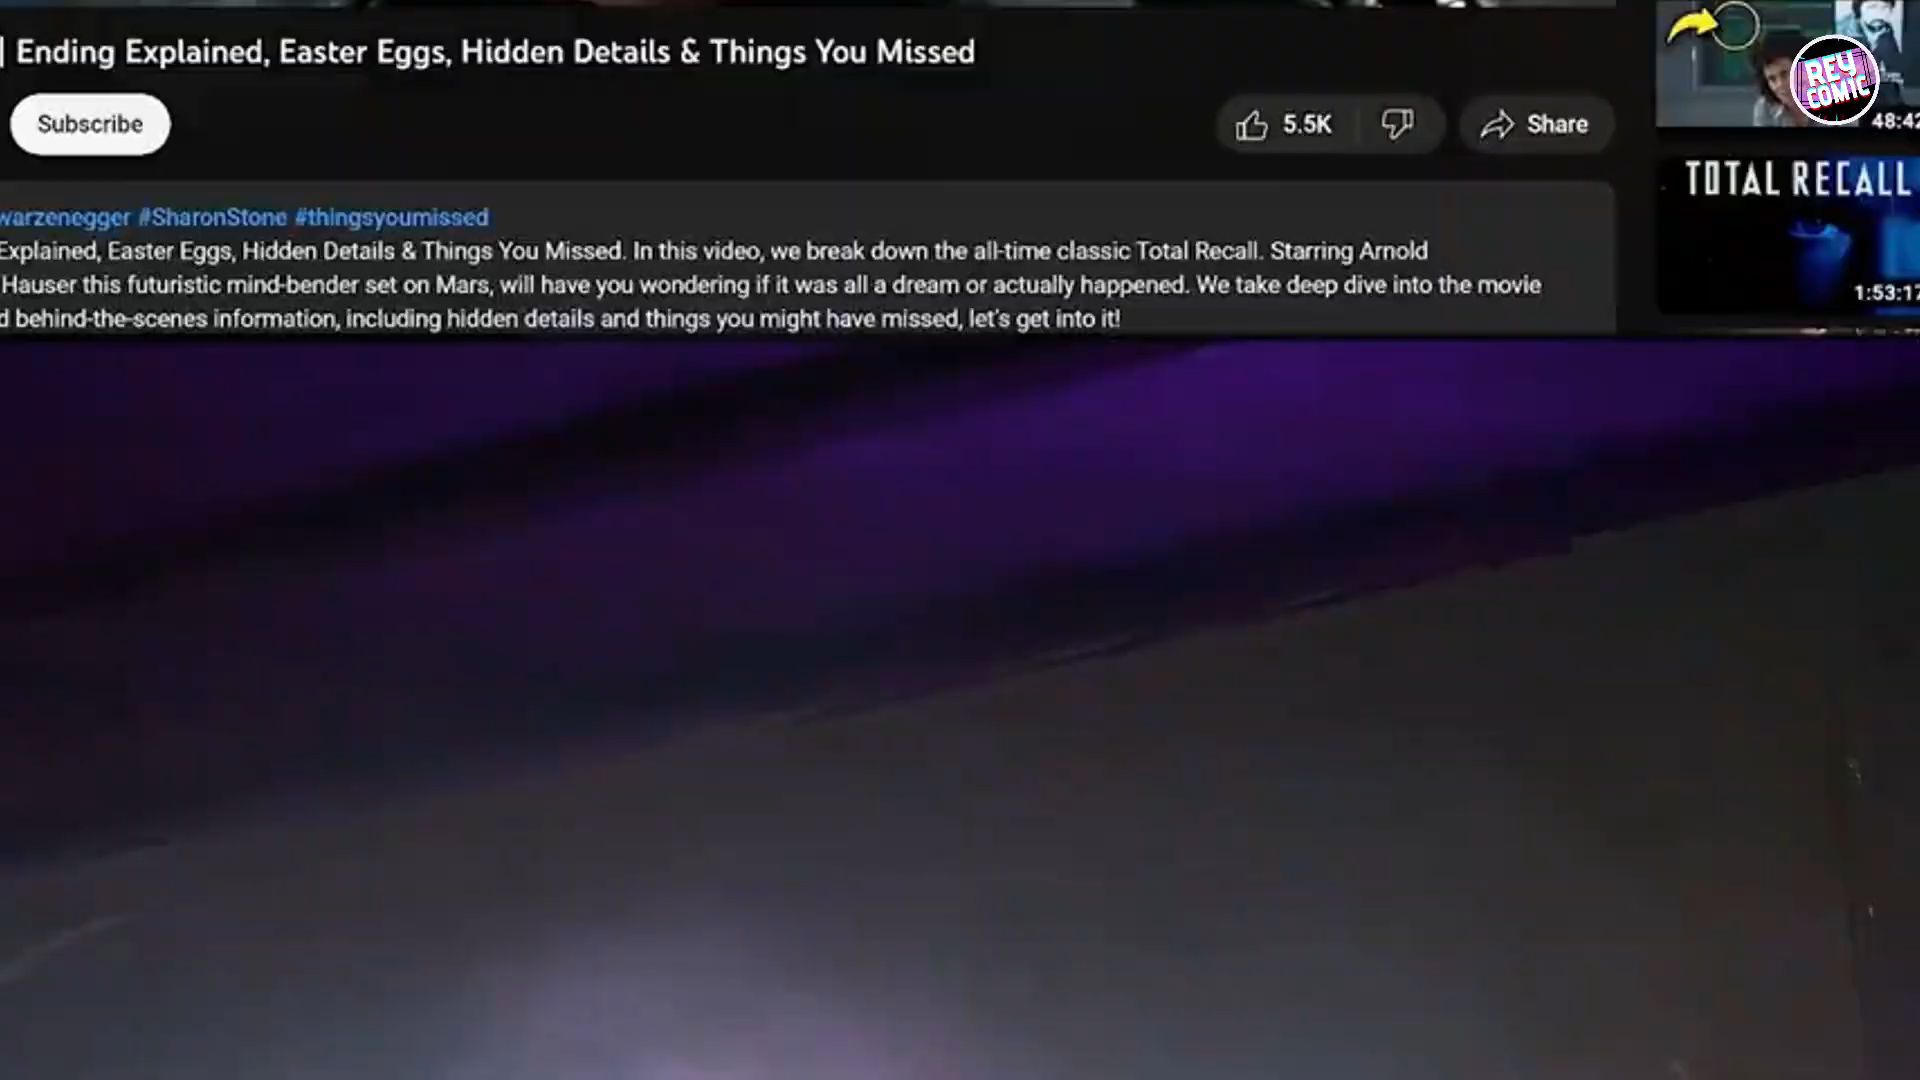 | Ending Explained, Easter Eggs, Hidden Details & Things You Missed
Subscribe
5.5K
Share
warzenegger #SharonStone #thingsyoumissed
Explained, Easter Eggs, Hidden Details & Things You Missed. In this video, we break down the all-time classic Total Recall. Starring Arnold
Hauser this futuristic mind-bender set on Mars, will have you wondering if it was all a dream or actually happened. We take deep dive into the movie
d behind-the-scenes information, including hidden details and things you might have missed, let's get into it!
REY
COMIC
48:42
TOTAL RECALL
1:53:17